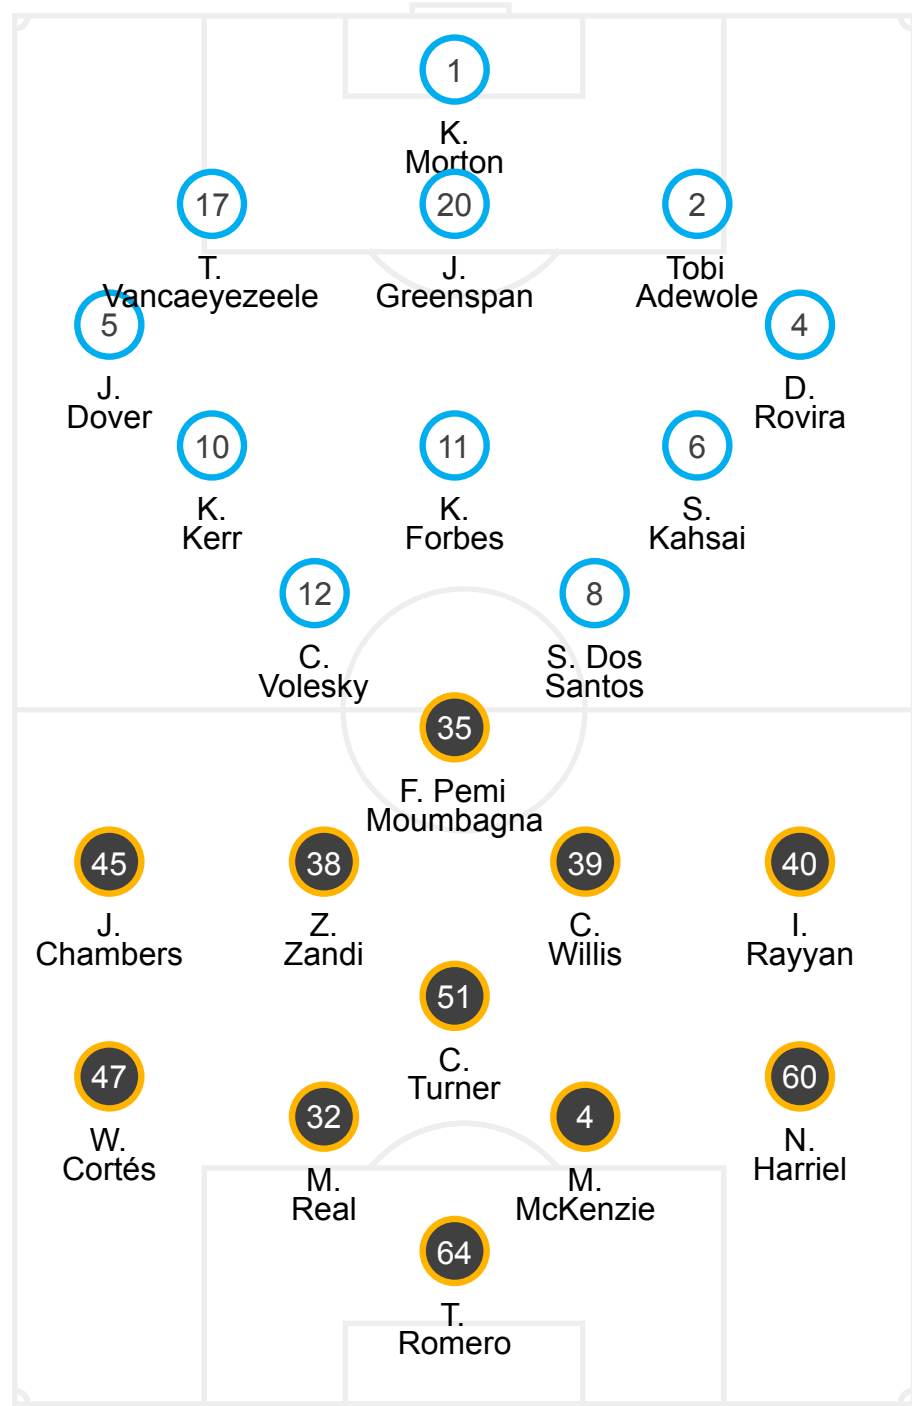 1
K.
Morton
17
20
2
T.
Vancaeyezeele
J.
Greenspan
Tobi
Adewole
5
4
J.
Dover
D.
Rovira
10
11
6
K.
Kerr
K.
Forbes
S.
Kahsai
12
8
C.
Volesky
S. Dos
Santos
35
F. Pemi
Moumbagna
45
38
39
40
J.
Chambers
Z.
Zandi
C.
Willis
I.
Rayyan
51
C.
Turner
47
32
4
60
W.
Cortés
M.
Real
M.
McKenzie
N.
Harriel
64
T.
Romero